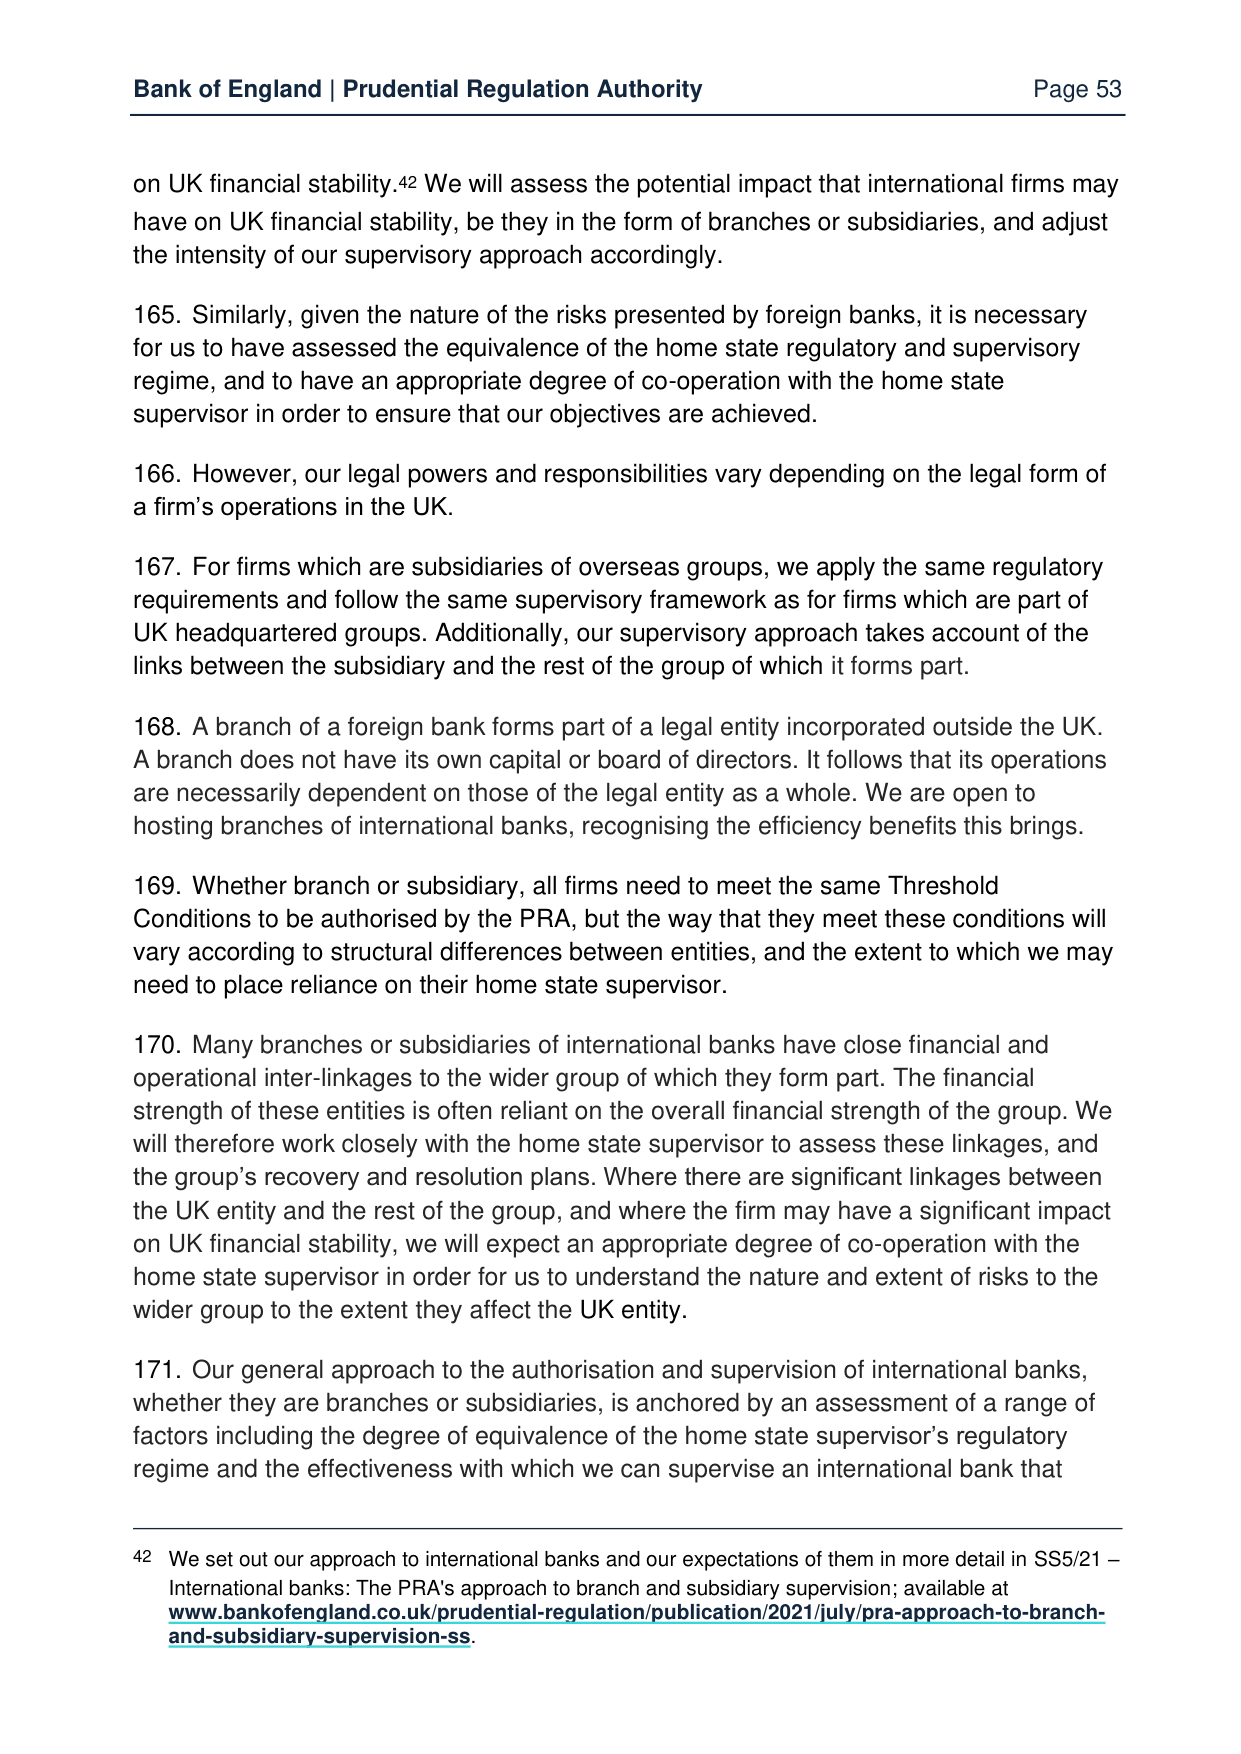 Bank of England | Prudential Regulation Authority Page 53
on UK financial stability.42 We will assess the potential impact that international firms may
have on UK financial stability, be they in the form of branches or subsidiaries, and adjust
the intensity of our supervisory approach accordingly.
165. Similarly, given the nature of the risks presented by foreign banks, it is necessary
for us to have assessed the equivalence of the home state regulatory and supervisory
regime, and to have an appropriate degree of co-operation with the home state
supervisor in order to ensure that our objectives are achieved.
166. However, our legal powers and responsibilities vary depending on the legal form of
a firm’s operations in the UK.
167. For firms which are subsidiaries of overseas groups, we apply the same regulatory
requirements and follow the same supervisory framework as for firms which are part of
UK headquartered groups. Additionally, our supervisory approach takes account of the
links between the subsidiary and the rest of the group of which it forms part.
168. A branch of a foreign bank forms part of a legal entity incorporated outside the UK.
A branch does not have its own capital or board of directors. It follows that its operations
are necessarily dependent on those of the legal entity as a whole. We are open to
hosting branches of international banks, recognising the efficiency benefits this brings.
169. Whether branch or subsidiary, all firms need to meet the same Threshold
Conditions to be authorised by the PRA, but the way that they meet these conditions will
vary according to structural differences between entities, and the extent to which we may
need to place reliance on their home state supervisor.
170. Many branches or subsidiaries of international banks have close financial and
operational inter-linkages to the wider group of which they form part. The financial
strength of these entities is often reliant on the overall financial strength of the group. We
will therefore work closely with the home state supervisor to assess these linkages, and
the group’s recovery and resolution plans. Where there are significant linkages between
the UK entity and the rest of the group, and where the firm may have a significant impact
on UK financial stability, we will expect an appropriate degree of co-operation with the
home state supervisor in order for us to understand the nature and extent of risks to the
wider group to the extent they affect the UK entity.
171. Our general approach to the authorisation and supervision of international banks,
whether they are branches or subsidiaries, is anchored by an assessment of a range of
factors including the degree of equivalence of the home state supervisor’s regulatory
regime and the effectiveness with which we can supervise an international bank that
42 We set out our approach to international banks and our expectations of them in more detail in SS5/21 –
International banks: The PRA's approach to branch and subsidiary supervision; available at
www.bankofengland.co.uk/prudential-regulation/publication/2021/july/pra-approach-to-branch-
and-subsidiary-supervision-ss.